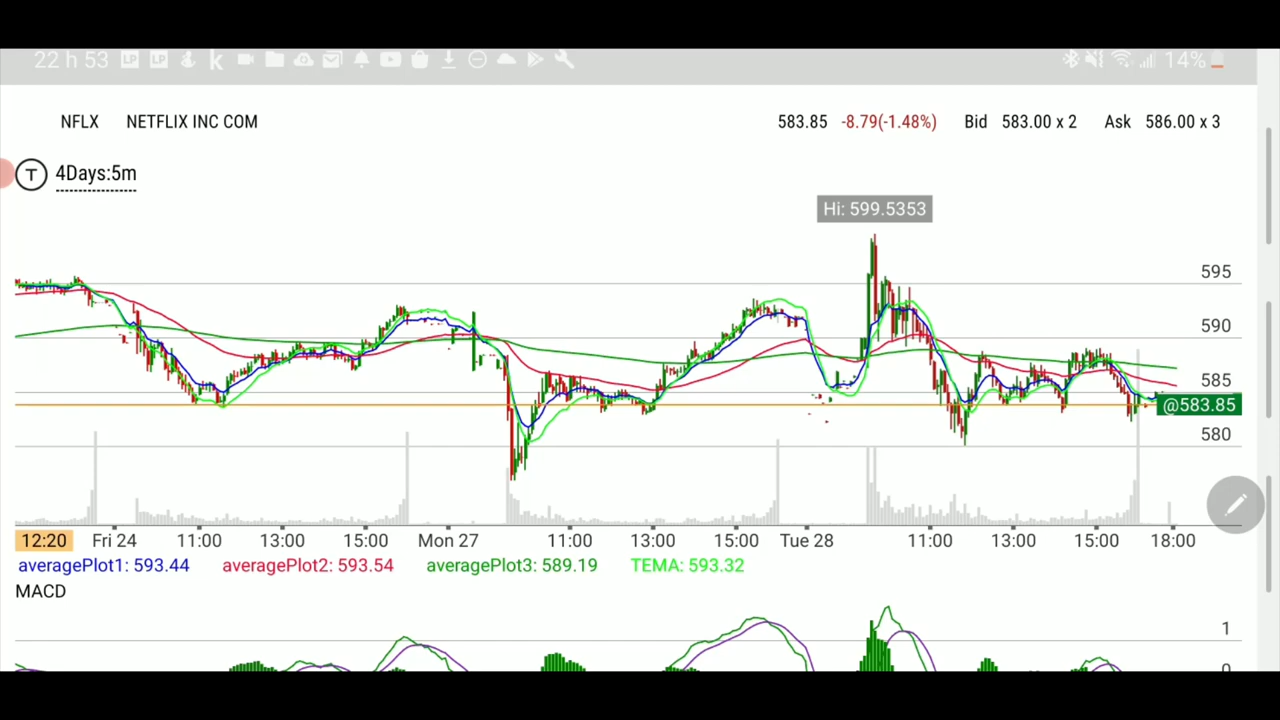 22 h 53 LP LP k 14%
NFLX NETFLIX INC COM 583.85 -8.79(-1.48%) Bid 583.00 x 2 Ask 586.00 x 3
T 4Days:5m
Hi: 599.5353
595
590
585
@583.85
580
12:20 Fri 24 11:00 13:00 15:00 Mon 27 11:00 13:00 15:00 Tue 28 11:00 13:00 15:00 18:00
averagePlot1: 593.44 averagePlot2: 593.54 averagePlot3: 589.19 TEMA: 593.32
MACD
1
0